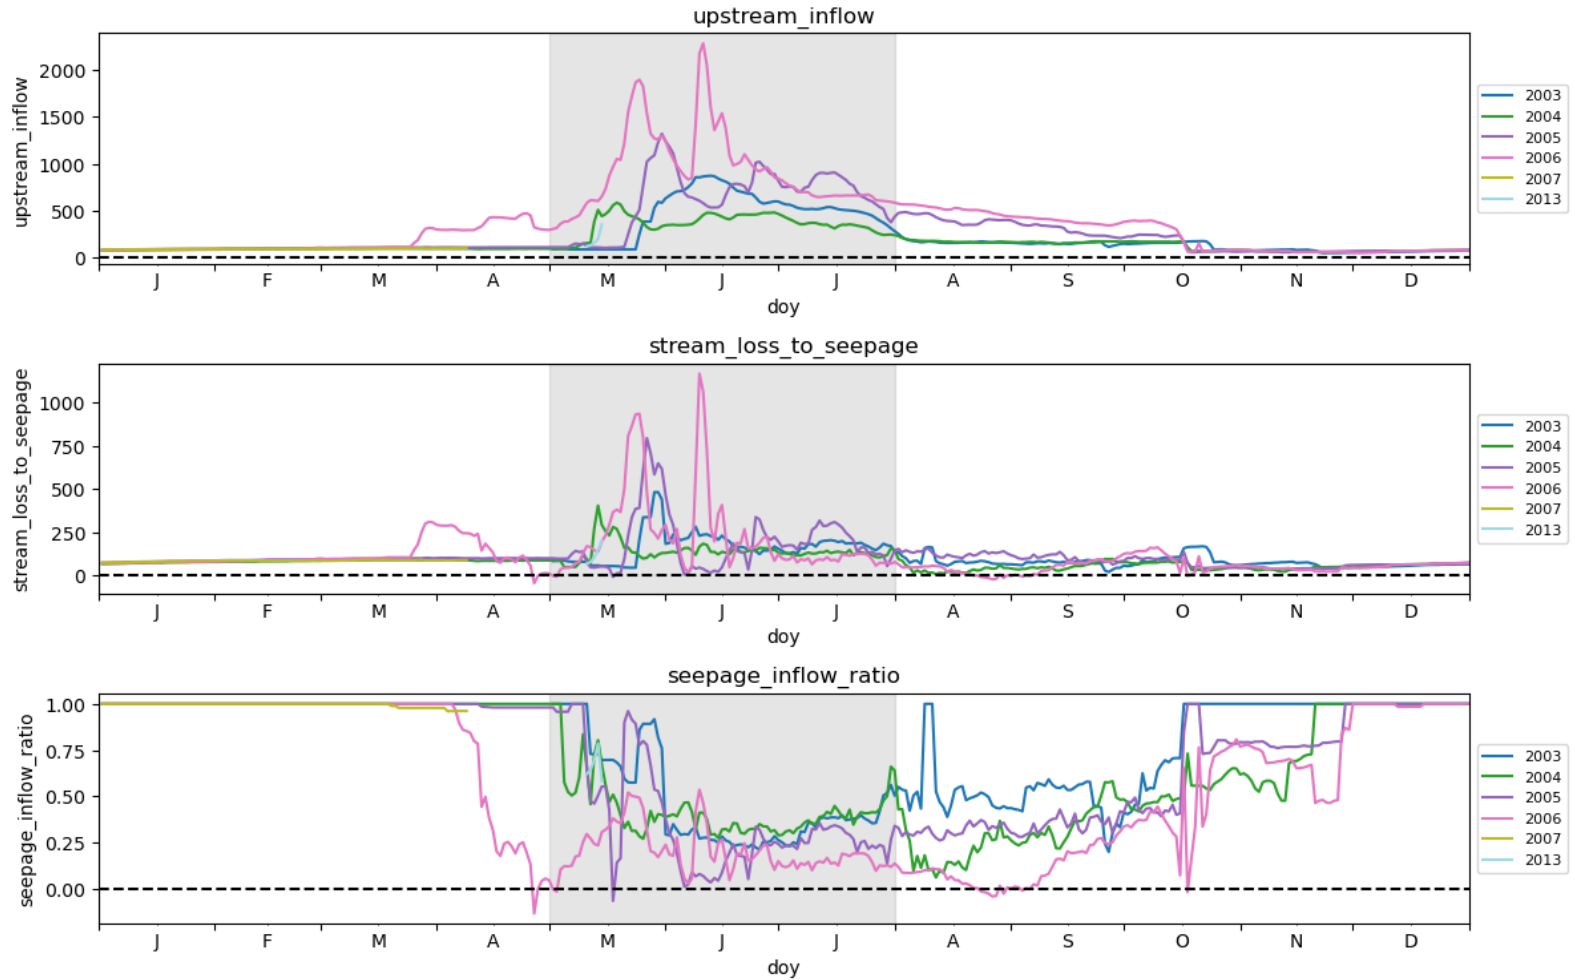 upstream_inflow
upstream_inflow
2000
1500
1000
500
0
J F M A M J J A S O N D
doy
2003
2004
2005
2006
2007
2013
stream_loss_to_seepage
stream_loss_to_seepage
1000
750
500
250
0
J F M A M J J A S O N D
doy
2003
2004
2005
2006
2007
2013
seepage_inflow_ratio
seepage_inflow_ratio
1.00
0.75
0.50
0.25
0.00
J F M A M J J A S O N D
doy
2003
2004
2005
2006
2007
2013